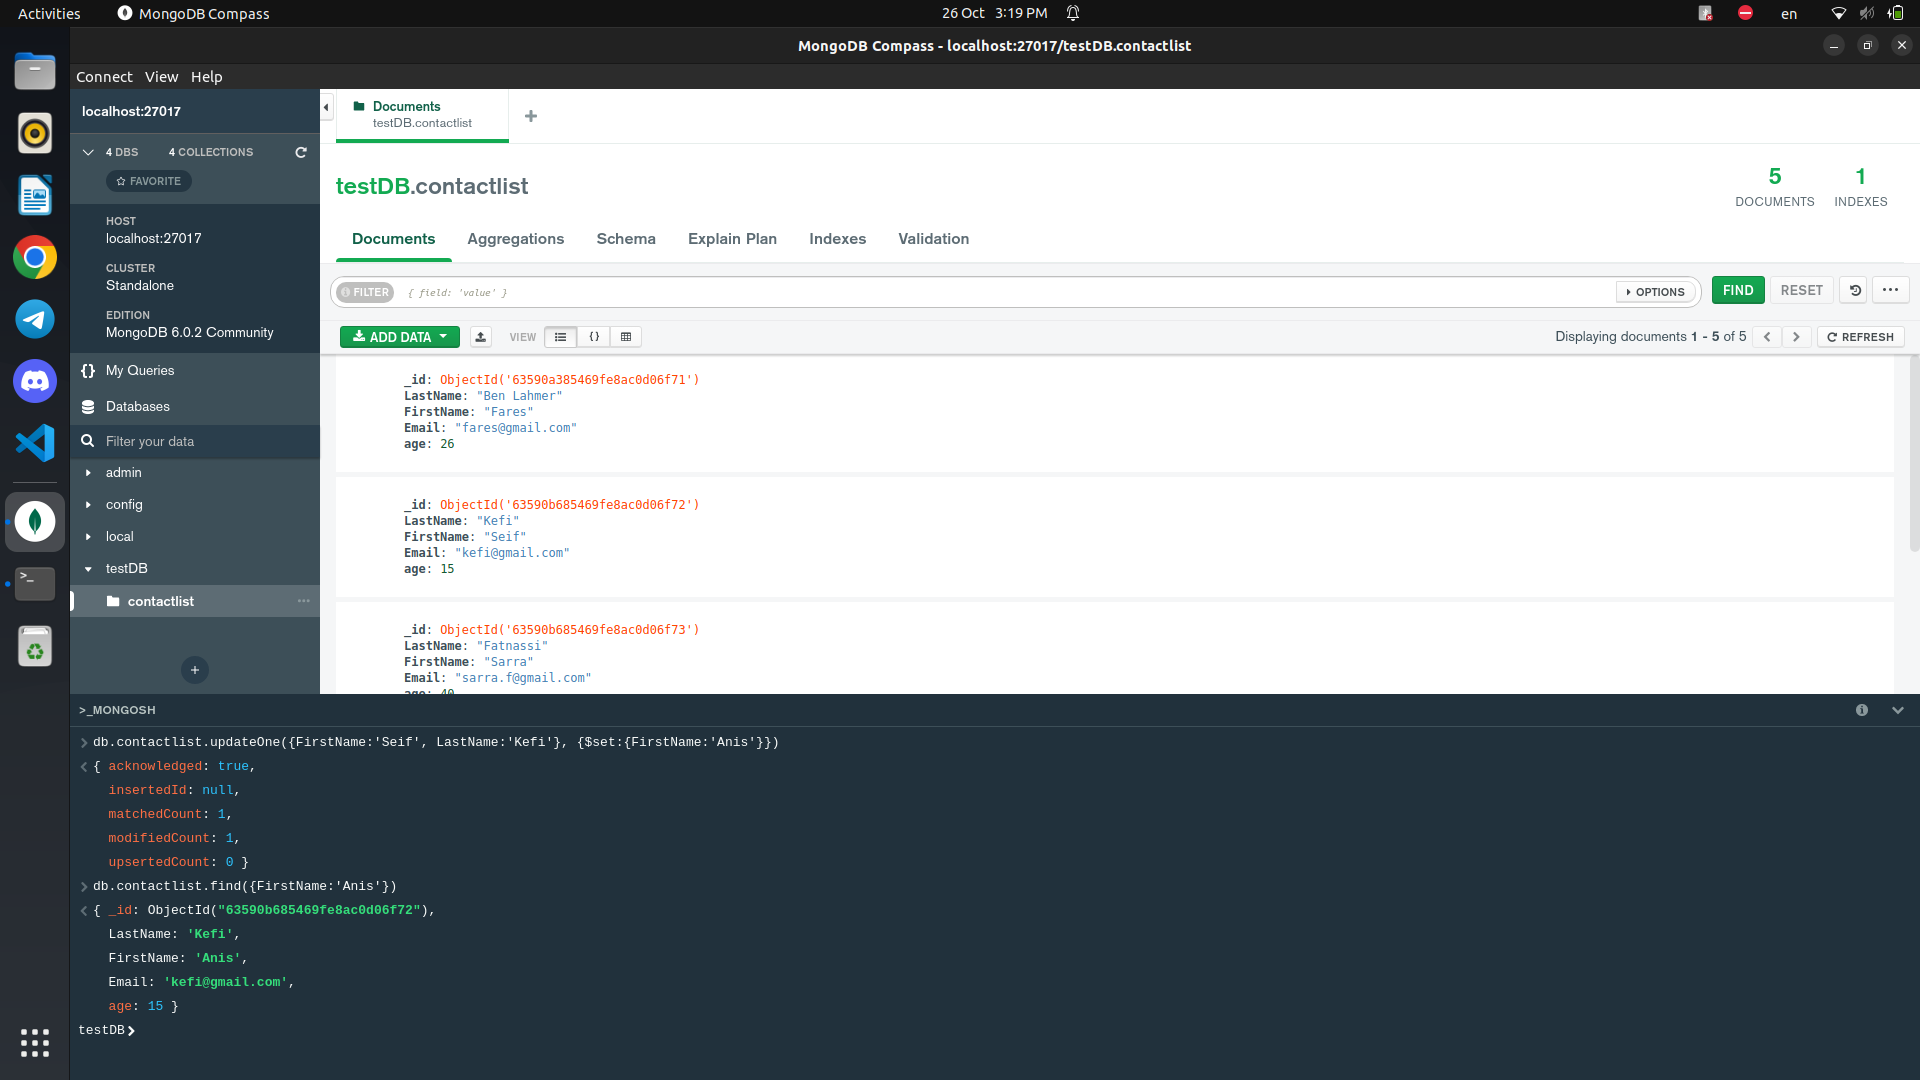 Activities
MongoDB Compass
26 Oct 3:19 PM
en
MongoDB Compass - localhost:27017/testDB.contactlist
Connect View Help
localhost:27017
4 DBS 4 COLLECTIONS
FAVORITE
HOST
localhost:27017
CLUSTER
Standalone
EDITION
MongoDB 6.0.2 Community
{} My Queries
Databases
Filter your data
admin
config
local
testDB
contactlist
+
Documents
testDB.contactlist
+
testDB.contactlist
5
DOCUMENTS
1
INDEXES
Documents Aggregations Schema Explain Plan Indexes Validation
FILTER { field: 'value' } OPTIONS FIND RESET
ADD DATA VIEW {} Displaying documents 1 - 5 of 5 REFRESH
_id: ObjectId('63590a385469fe8ac0d06f71')
LastName: "Ben Lahmer"
FirstName: "Fares"
Email: "fares@gmail.com"
age: 26
_id: ObjectId('63590b685469fe8ac0d06f72')
LastName: "Kefi"
FirstName: "Seif"
Email: "kefi@gmail.com"
age: 15
_id: ObjectId('63590b685469fe8ac0d06f73')
LastName: "Fatnassi"
FirstName: "Sarra"
Email: "sarra.f@gmail.com"
age: 40
>_MONGOSH
> db.contactlist.updateOne({FirstName:'Seif', LastName:'Kefi'}, {$set:{FirstName:'Anis'}})
< { acknowledged: true,
insertedId: null,
matchedCount: 1,
modifiedCount: 1,
upsertedCount: 0 }
> db.contactlist.find({FirstName:'Anis'})
< { _id: ObjectId("63590b685469fe8ac0d06f72"),
LastName: 'Kefi',
FirstName: 'Anis',
Email: 'kefi@gmail.com',
age: 15 }
testDB>